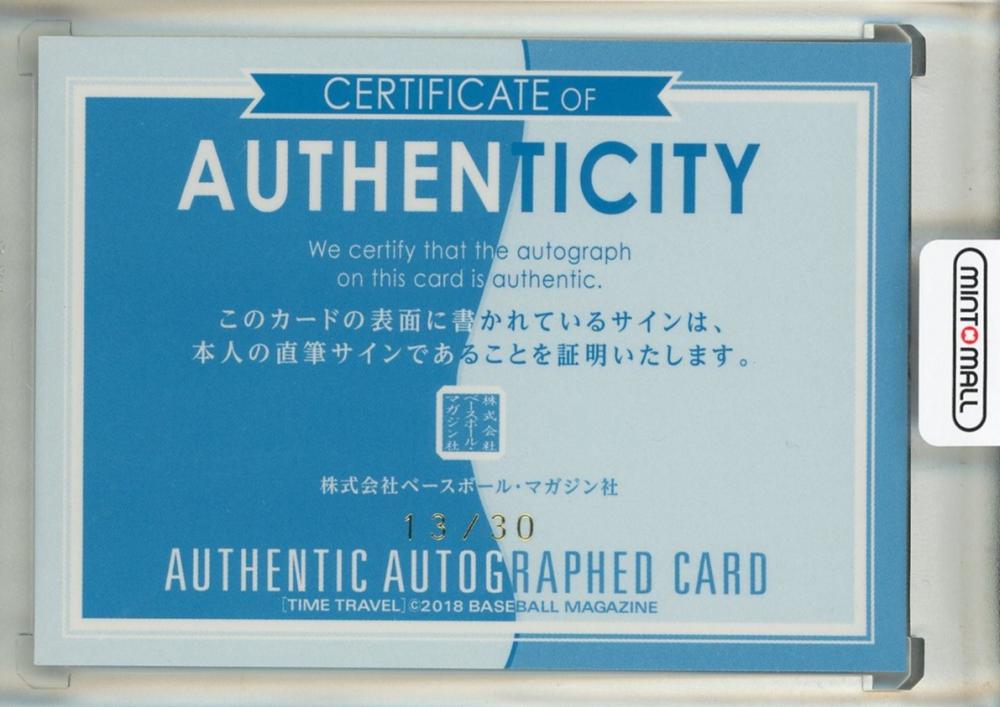 CERTIFICATE OF
AUTHENTICITY
We certify that the autograph
on this card is authentic.
このカードの表面に書かれているサインは、
本人の直筆サインであることを証明いたします。
株式会社
ベースボール・
マガジン社
株式会社ベースボール・マガジン社
13/30
AUTHENTIC AUTOGRAPHED CARD
[TIME TRAVEL]©2018 BASEBALL MAGAZINE
MINT MALL